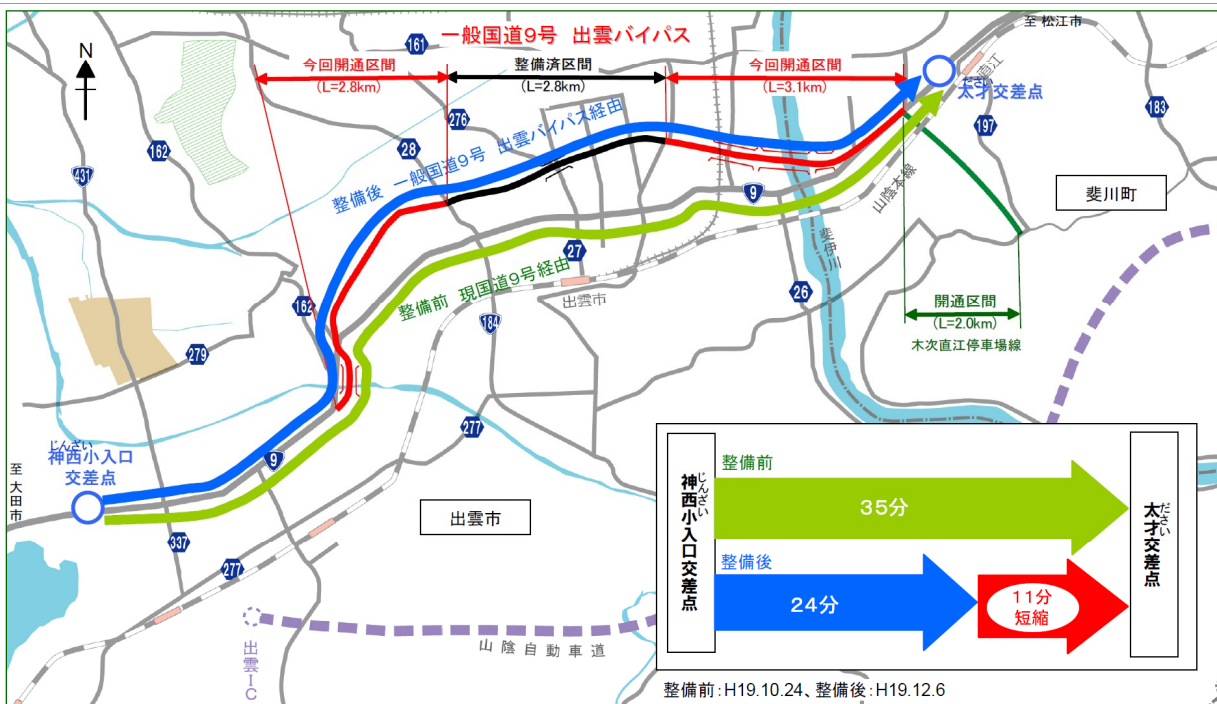 一般国道9号 出雲バイパス
至 松江市
N
161
今回開通区間
(L=2.8km)
整備済区間
(L=2.8km)
今回開通区間
(L=3.1km)
直江
ださい
太才交差点
183
276
197
162
28
431
整備後 一般国道9号 出雲バイパス経由
9
山陰本線
斐川町
27
斐伊川
整備前 現国道9号経由
出雲市
26
162
184
開通区間
(L=2.0km)
木次直江停車場線
279
277
じんざい
神西小入口
交差点
9
至 大田市
出雲市
337
277
出雲IC
山陰自動車道
整備前
35分
整備後
24分
11分
短縮
じんざい
神西小入口交差点
ださい
太才交差点
整備前:H19.10.24、整備後:H19.12.6